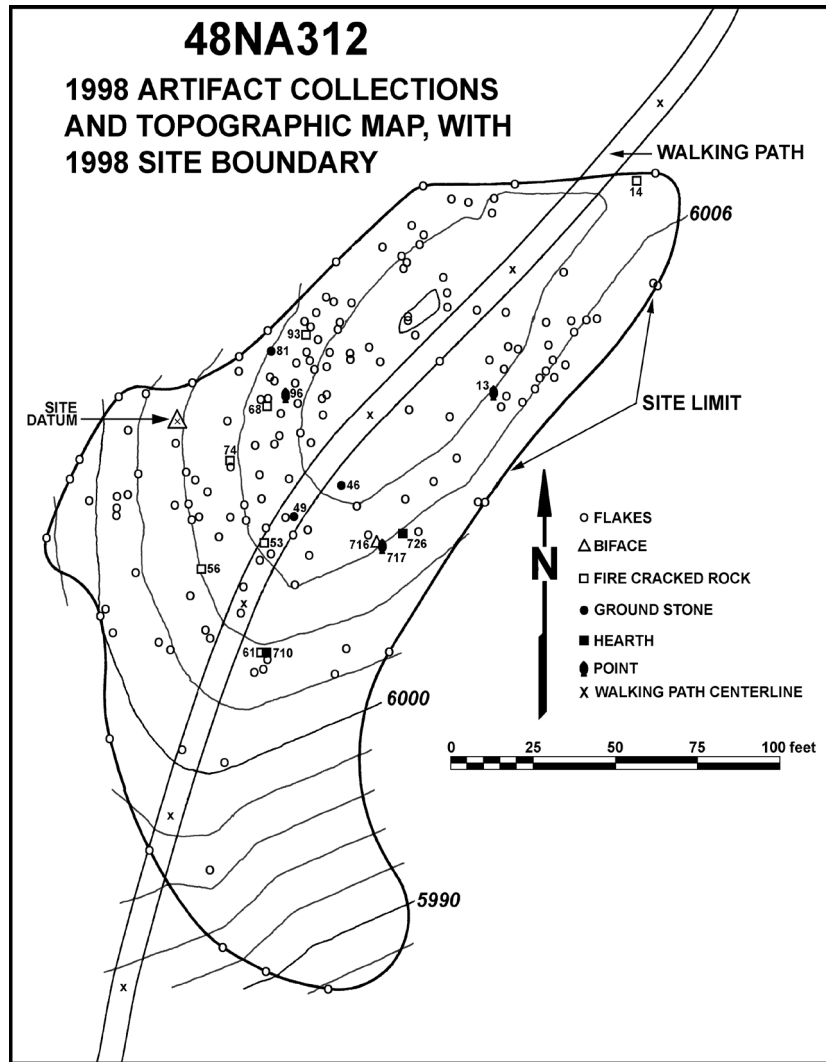 48NA312
1998 ARTIFACT COLLECTIONS
AND TOPOGRAPHIC MAP, WITH
1998 SITE BOUNDARY
x
WALKING PATH
14
6006
x
93
81
13
96
68
SITE
DATUM
x
x
SITE LIMIT
74
46
49
53
716
717
726
56
x
61
710
N
FLAKES
BIFACE
FIRE CRACKED ROCK
GROUND STONE
HEARTH
POINT
x WALKING PATH CENTERLINE
6000
0 25 50 75 100 feet
x
5990
x